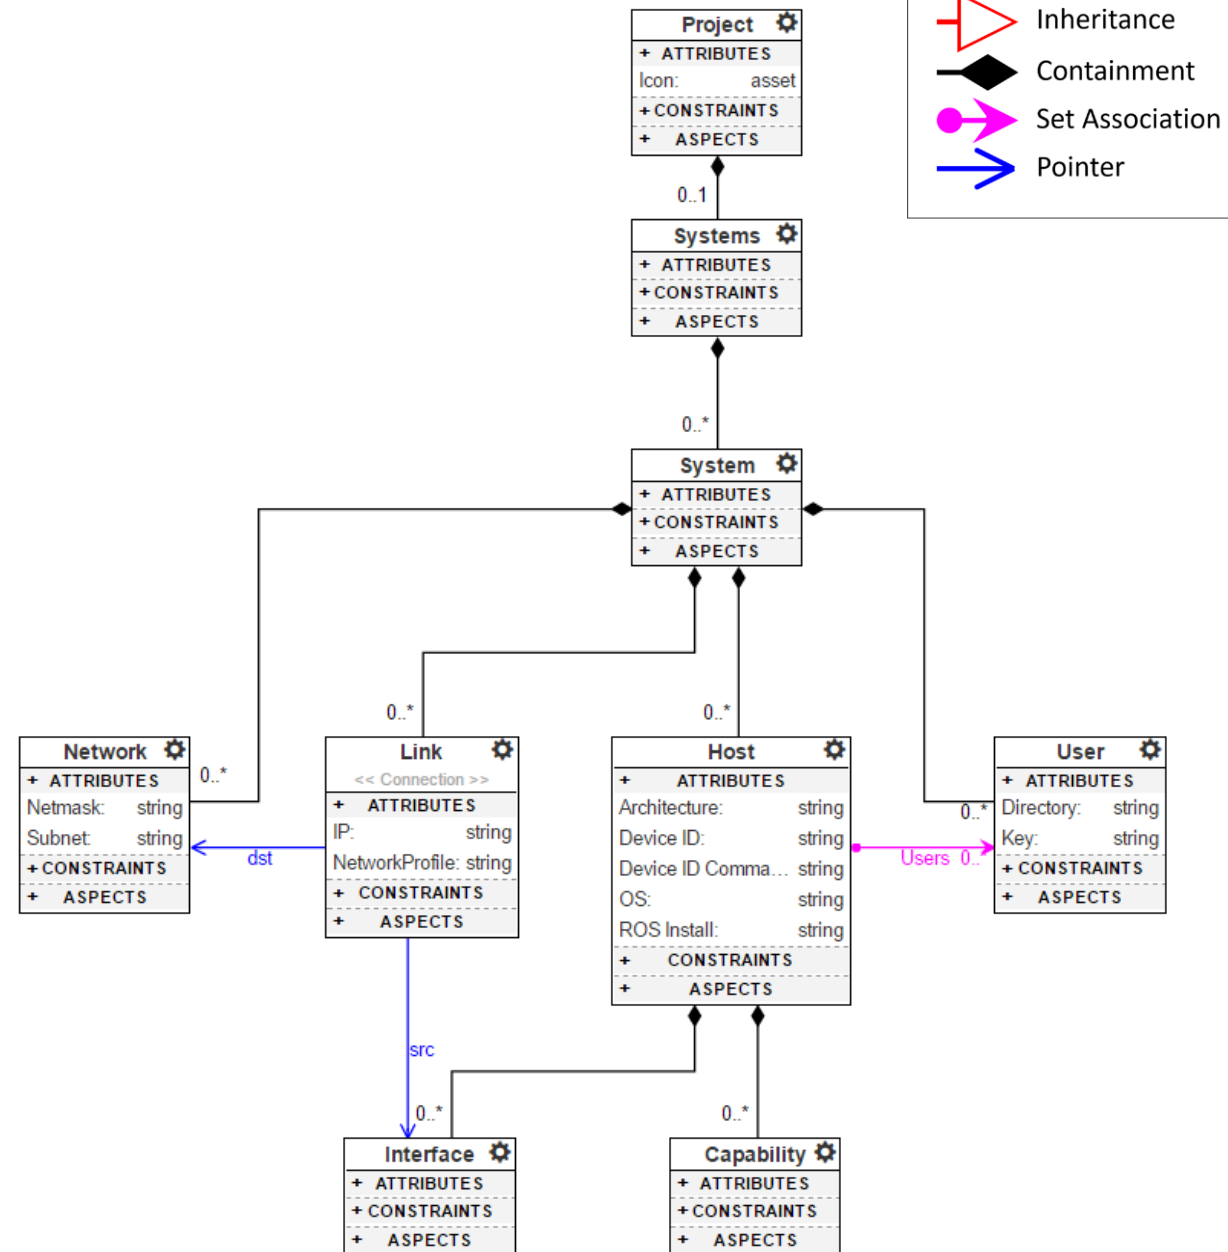 Inheritance
Containment
Set Association
Pointer
Project
+ ATTRIBUTES
Icon: asset
+ CONSTRAINTS
+ ASPECTS
0..1
Systems
+ ATTRIBUTES
+ CONSTRAINTS
+ ASPECTS
0..*
System
+ ATTRIBUTES
+ CONSTRAINTS
+ ASPECTS
0..*
0..*
0..*
0..*
Network
+ ATTRIBUTES
Netmask: string
Subnet: string
+ CONSTRAINTS
+ ASPECTS
dst
Link
<< Connection >>
+ ATTRIBUTES
IP: string
NetworkProfile: string
+ CONSTRAINTS
+ ASPECTS
Host
+ ATTRIBUTES
Architecture: string
Device ID: string
Device ID Comma... string
OS: string
ROS Install: string
+ CONSTRAINTS
+ ASPECTS
Users 0..
User
+ ATTRIBUTES
Directory: string
Key: string
+ CONSTRAINTS
+ ASPECTS
src
0..*
0..*
Interface
+ ATTRIBUTES
+ CONSTRAINTS
+ ASPECTS
Capability
+ ATTRIBUTES
+ CONSTRAINTS
+ ASPECTS